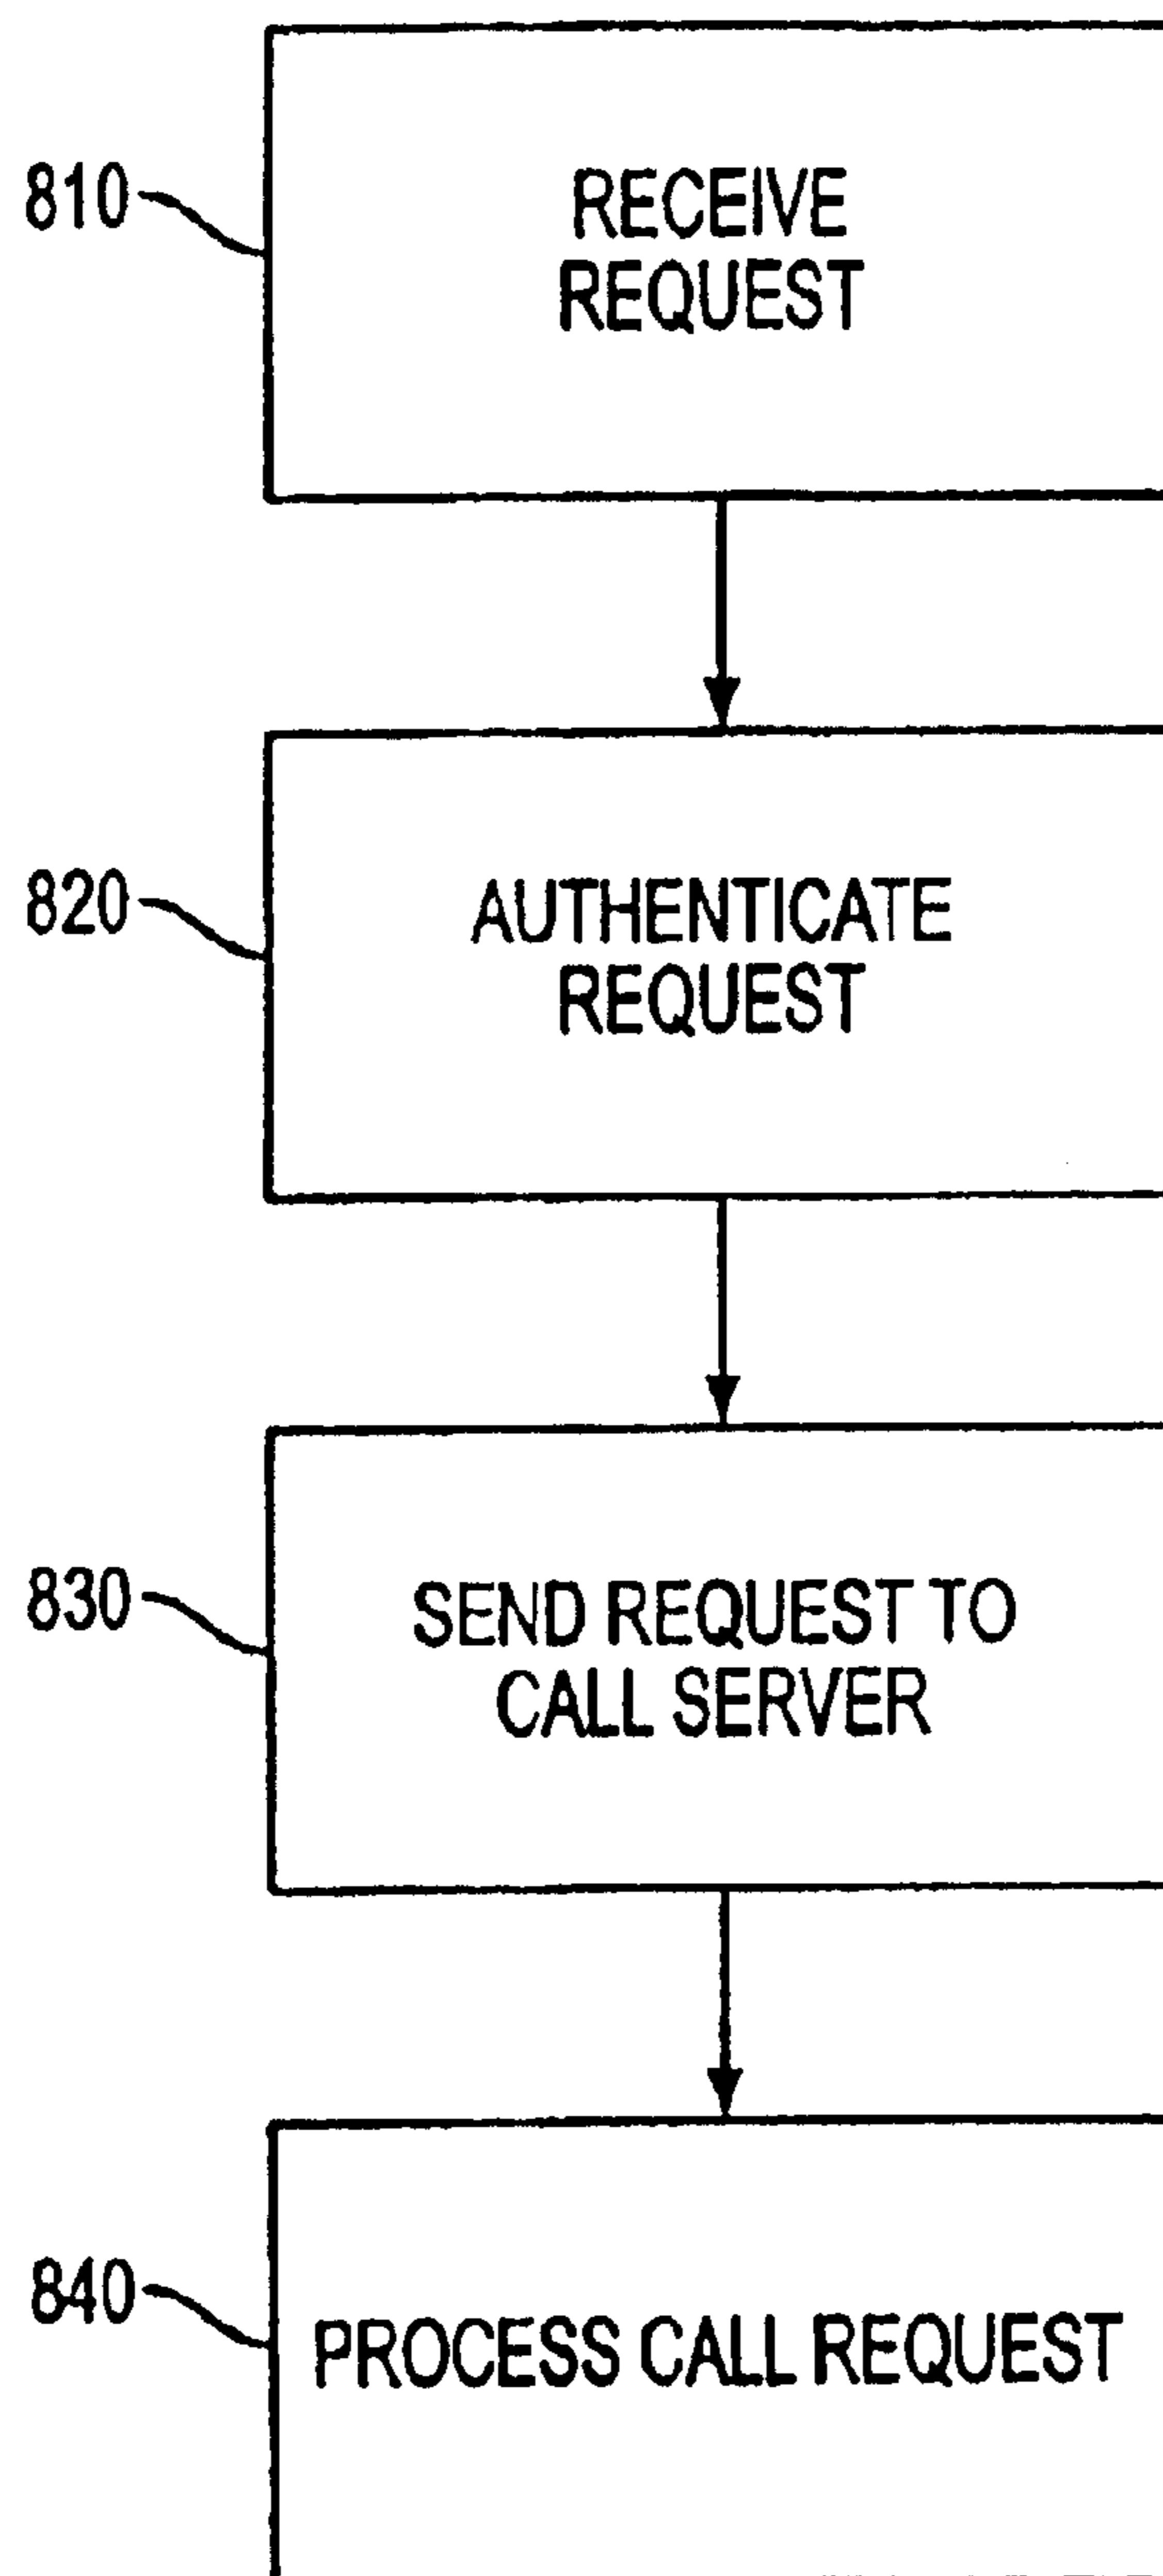 810
RECEIVE
REQUEST
820
AUTHENTICATE
REQUEST
830
SEND REQUEST TO
CALL SERVER
840
PROCESS CALL REQUEST